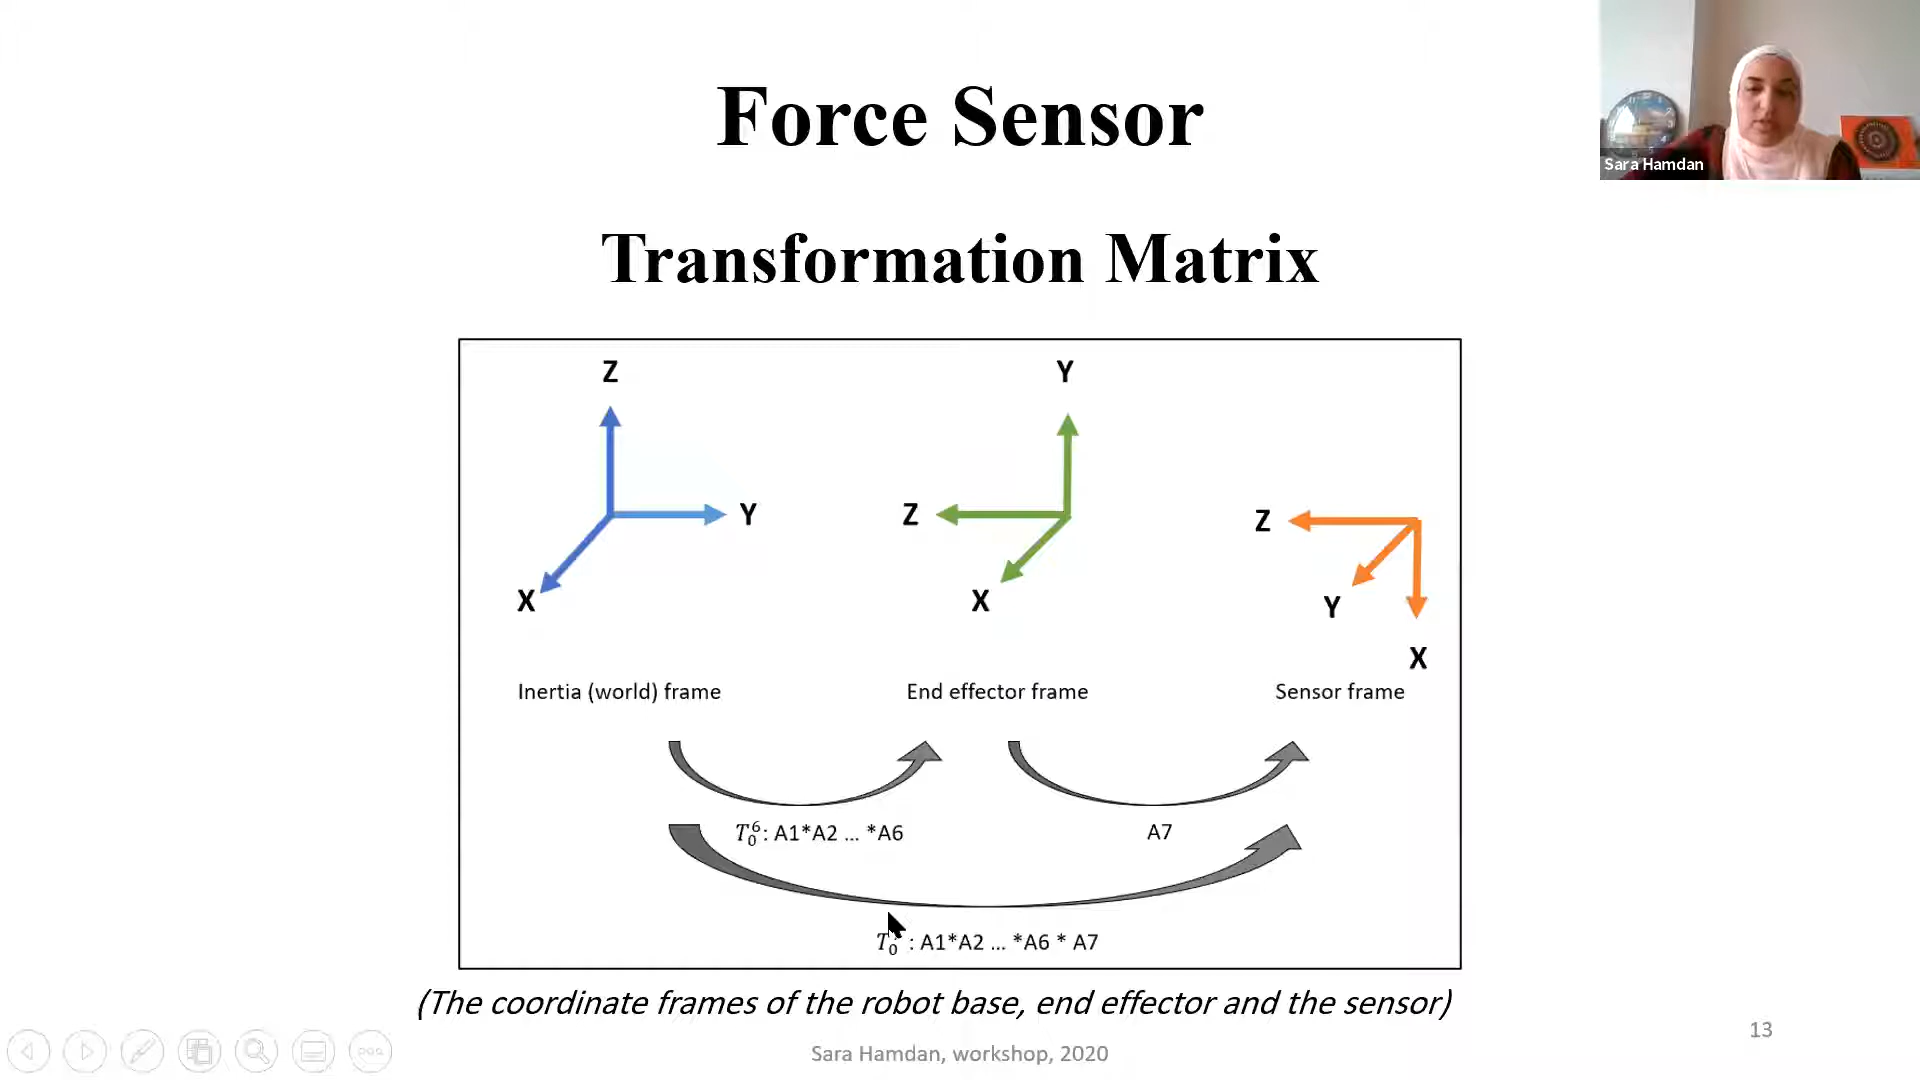 Force Sensor
Sara Hamdan
Transformation Matrix
Z
Y
X
Y
Z
X
Z
Y
X
Inertia (world) frame
End effector frame
Sensor frame
T₀⁶: A1*A2 ... *A6
A7
T₀ : A1*A2 ... *A6 * A7
(The coordinate frames of the robot base, end effector and the sensor)
13
Sara Hamdan, workshop, 2020